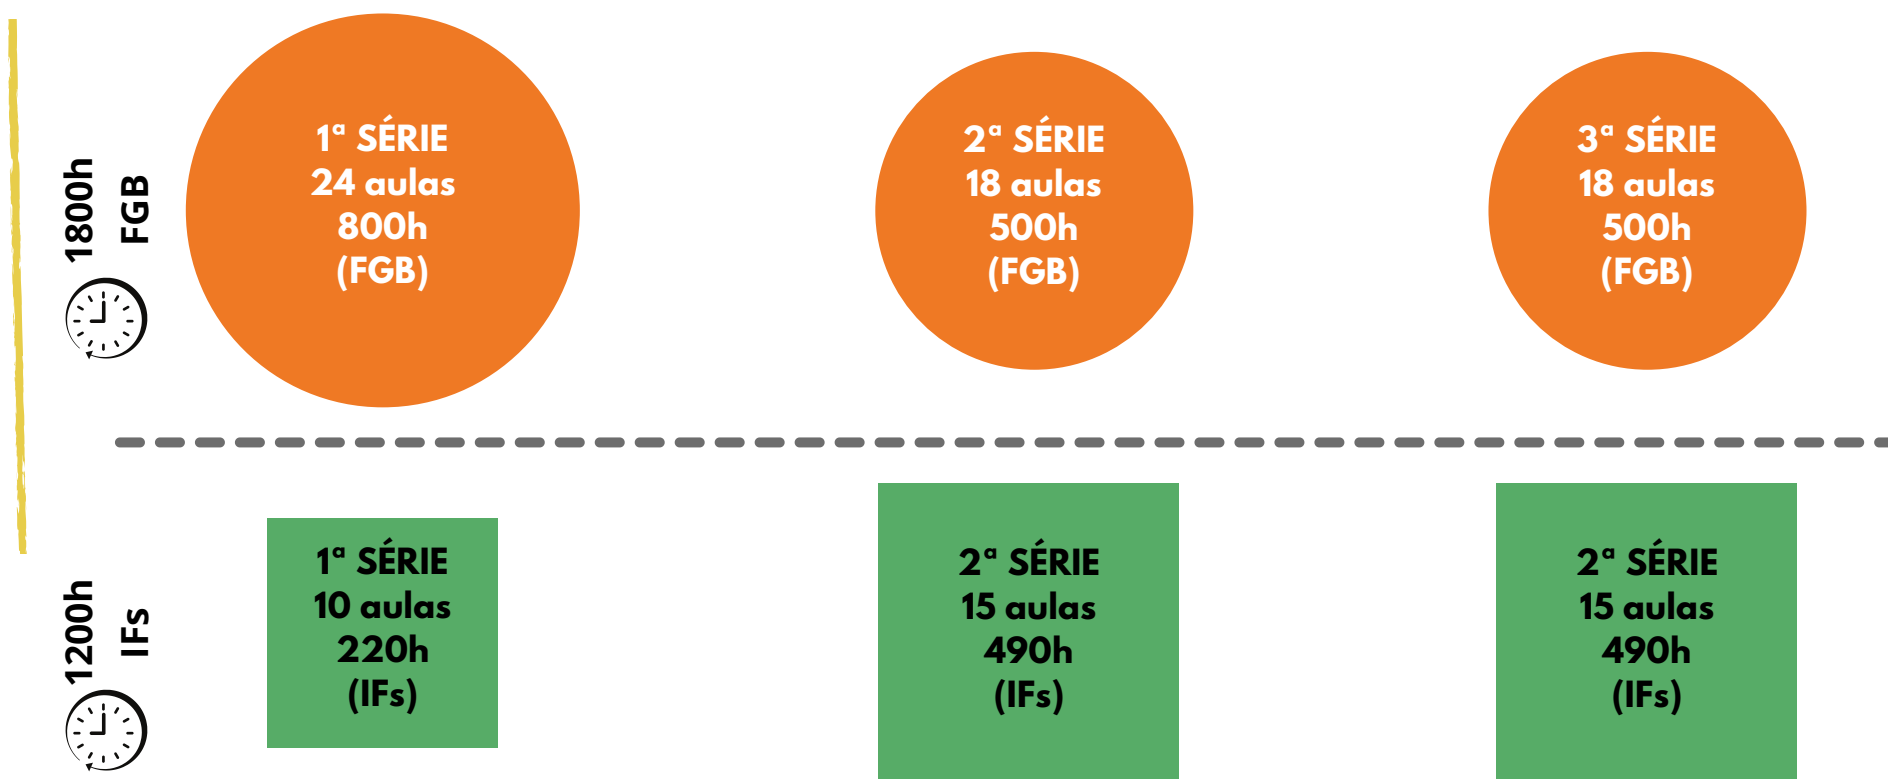 1800h
FGB
1ª SÉRIE
24 aulas
800h
(FGB)
2ª SÉRIE
18 aulas
500h
(FGB)
3ª SÉRIE
18 aulas
500h
(FGB)
1200h
IFs
1ª SÉRIE
10 aulas
220h
(IFs)
2ª SÉRIE
15 aulas
490h
(IFs)
2ª SÉRIE
15 aulas
490h
(IFs)